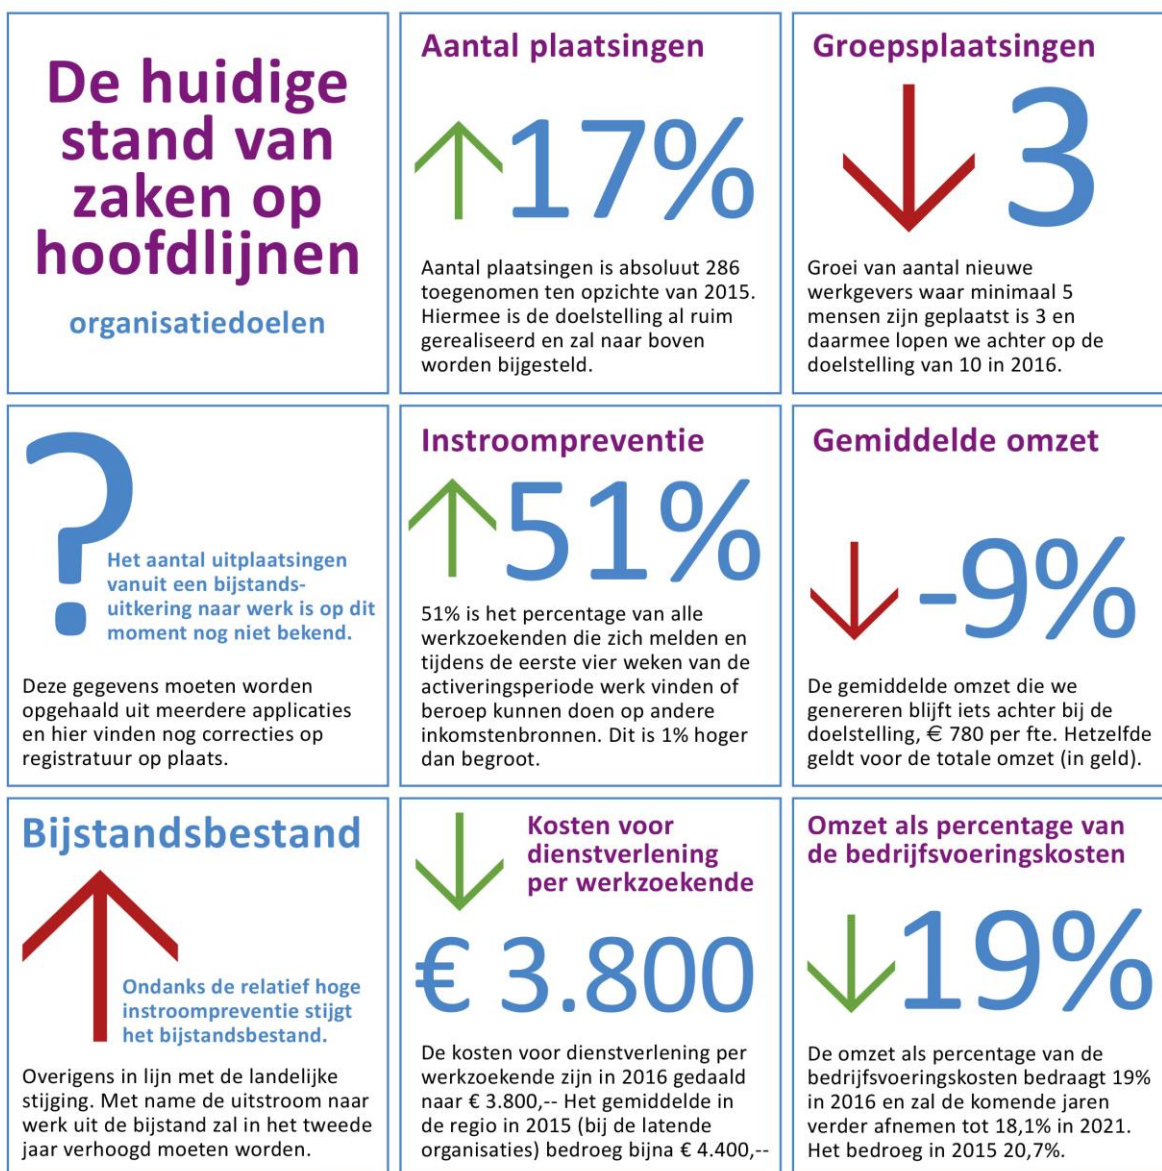 De huidige
stand van
zaken op
hoofdlijnen
organisatiedoelen
Aantal plaatsingen
17%
Aantal plaatsingen is absoluut 286
toegenomen ten opzichte van 2015.
Hiermee is de doelstelling al ruim
gerealiseerd en zal naar boven
worden bijgesteld.
Groepsplaatsingen
3
Groei van aantal nieuwe
werkgevers waar minimaal 5
mensen zijn geplaatst is 3 en
daarmee lopen we achter op de
doelstelling van 10 in 2016.
?
Het aantal uitplaatsingen
vanuit een bijstands-
uitkering naar werk is op dit
moment nog niet bekend.
Deze gegevens moeten worden
opgehaald uit meerdere applicaties
en hier vinden nog correcties op
registratuur op plaats.
Instroompreventie
51%
51% is het percentage van alle
werkzoekenden die zich melden en
tijdens de eerste vier weken van de
activeringsperiode werk vinden of
beroep kunnen doen op andere
inkomstenbronnen. Dit is 1% hoger
dan begroot.
Gemiddelde omzet
-9%
De gemiddelde omzet die we
genereren blijft iets achter bij de
doelstelling, € 780 per fte. Hetzelfde
geldt voor de totale omzet (in geld).
Bijstandsbestand
Ondanks de relatief hoge
instroompreventie stijgt
het bijstandsbestand.
Overigens in lijn met de landelijke
stijging. Met name de uitstroom naar
werk uit de bijstand zal in het tweede
jaar verhoogd moeten worden.
Kosten voor
dienstverlening
per werkzoekende
€ 3.800
De kosten voor dienstverlening per
werkzoekende zijn in 2016 gedaald
naar € 3.800,-- Het gemiddelde in
de regio in 2015 (bij de latende
organisaties) bedroeg bijna € 4.400,--
Omzet als percentage van
de bedrijfsvoeringskosten
19%
De omzet als percentage van de
bedrijfsvoeringskosten bedraagt 19%
in 2016 en zal de komende jaren
verder afnemen tot 18,1% in 2021.
Het bedroeg in 2015 20,7%.